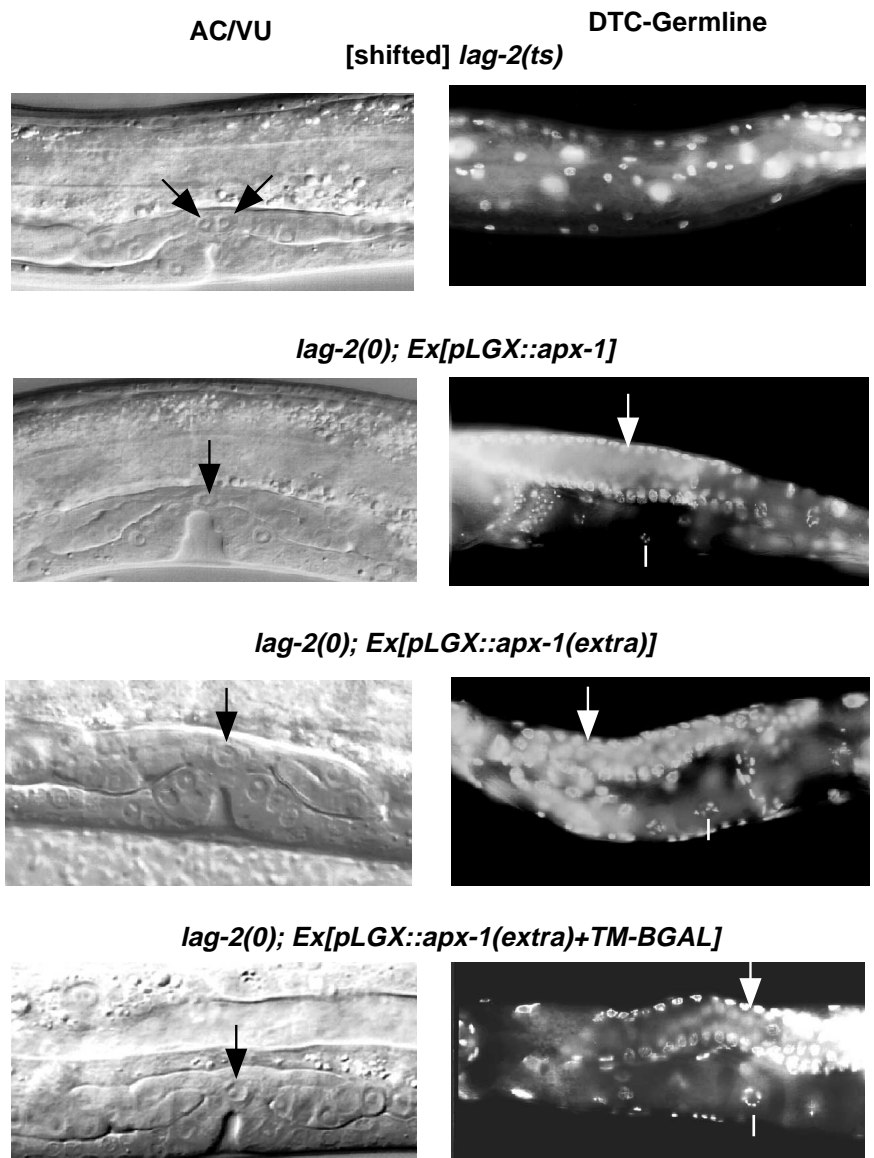 AC/VU
DTC-Germline
[shifted] lag-2(ts)
lag-2(0); Ex[pLGX::apx-1]
lag-2(0); Ex[pLGX::apx-1(extra)]
lag-2(0); Ex[pLGX::apx-1(extra)+TM-BGAL]